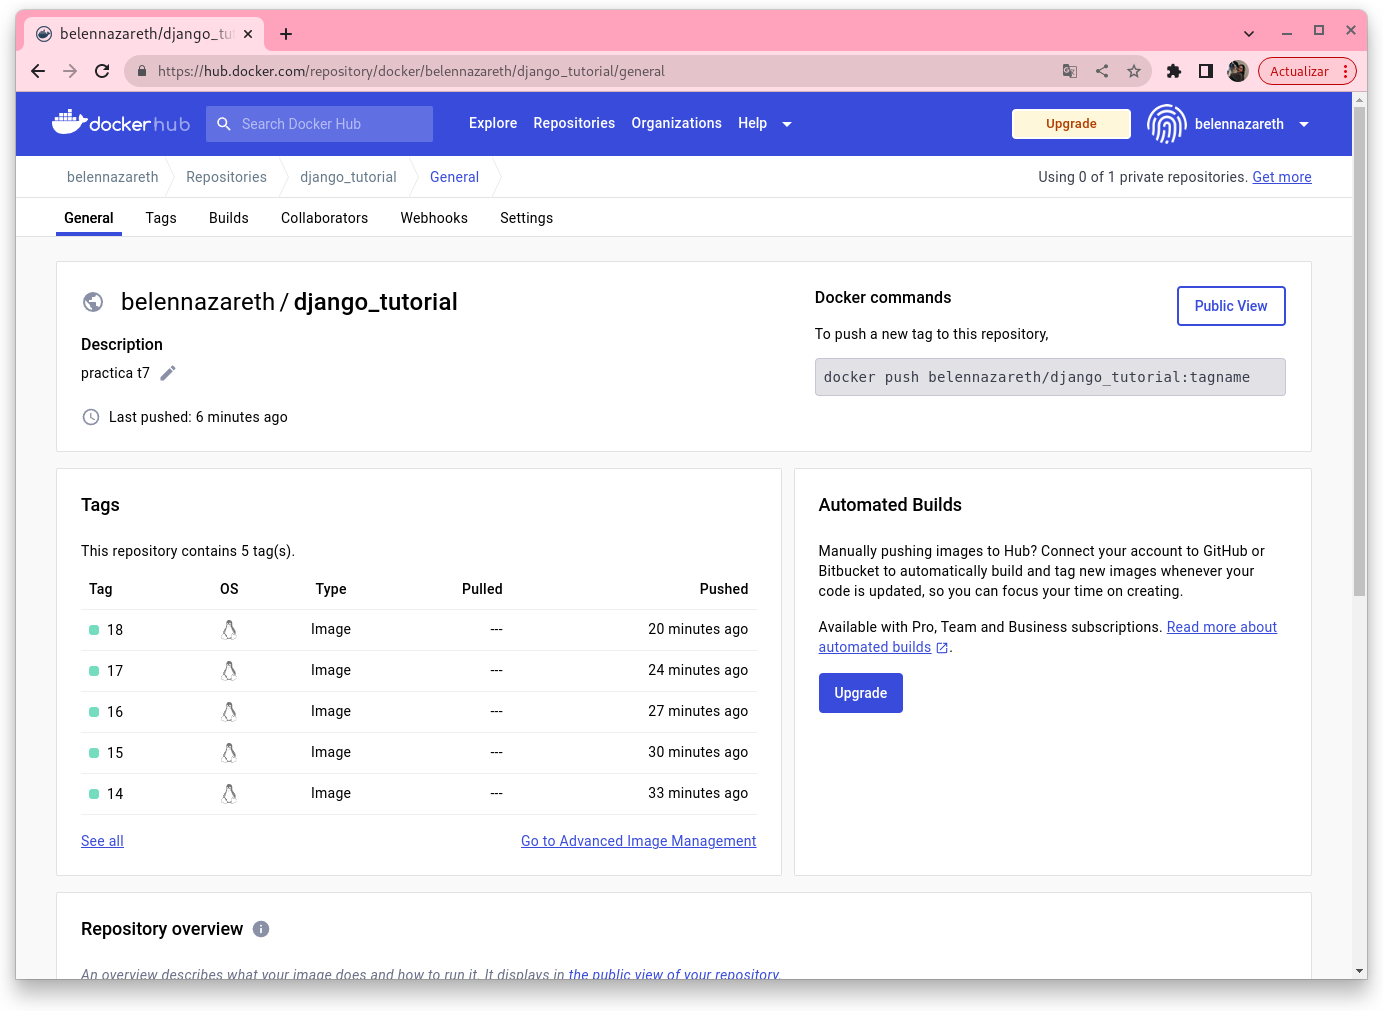 belennazareth/django_tu
https://hub.docker.com/repository/docker/belennazareth/django_tutorial/general
Actualizar
dockerhub
Search Docker Hub
Explore
Repositories
Organizations
Help
Upgrade
belennazareth
belennazareth
Repositories
django_tutorial
General
Using 0 of 1 private repositories. Get more
General
Tags
Builds
Collaborators
Webhooks
Settings
belennazareth / django_tutorial
Description
practica t7
Last pushed: 6 minutes ago
Docker commands
Public View
To push a new tag to this repository,
docker push belennazareth/django_tutorial:tagname
Tags
This repository contains 5 tag(s).
Tag OS Type Pulled Pushed
18 Image --- 20 minutes ago
17 Image --- 24 minutes ago
16 Image --- 27 minutes ago
15 Image --- 30 minutes ago
14 Image --- 33 minutes ago
See all
Go to Advanced Image Management
Automated Builds
Manually pushing images to Hub? Connect your account to GitHub or
Bitbucket to automatically build and tag new images whenever your
code is updated, so you can focus your time on creating.
Available with Pro, Team and Business subscriptions. Read more about
automated builds .
Upgrade
Repository overview
An overview describes what your image does and how to run it. It displays in the public view of your repository.